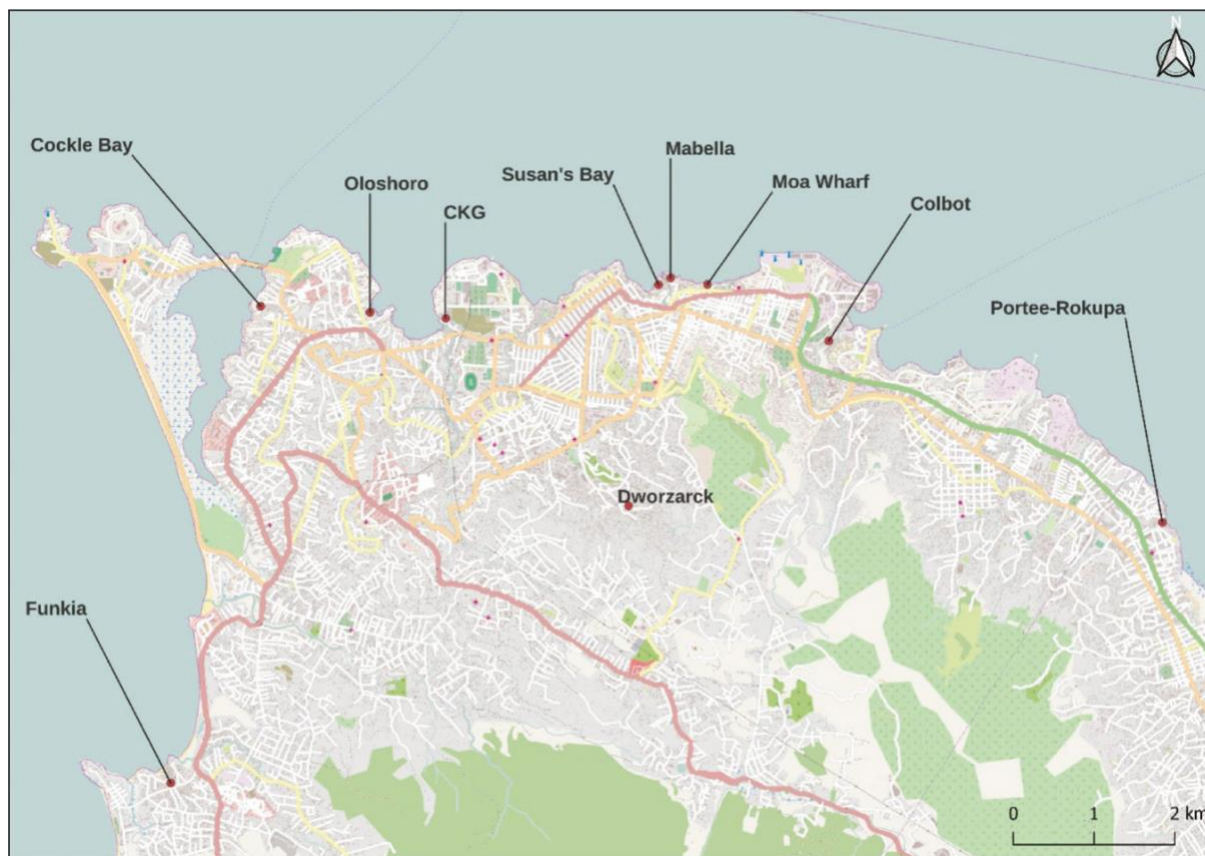 N
Cockle Bay
Mabella
Susan's Bay
Moa Wharf
Oloshoro
CKG
Colbot
Portee-Rokupa
Dworzarck
Funkia
0 1 2 km